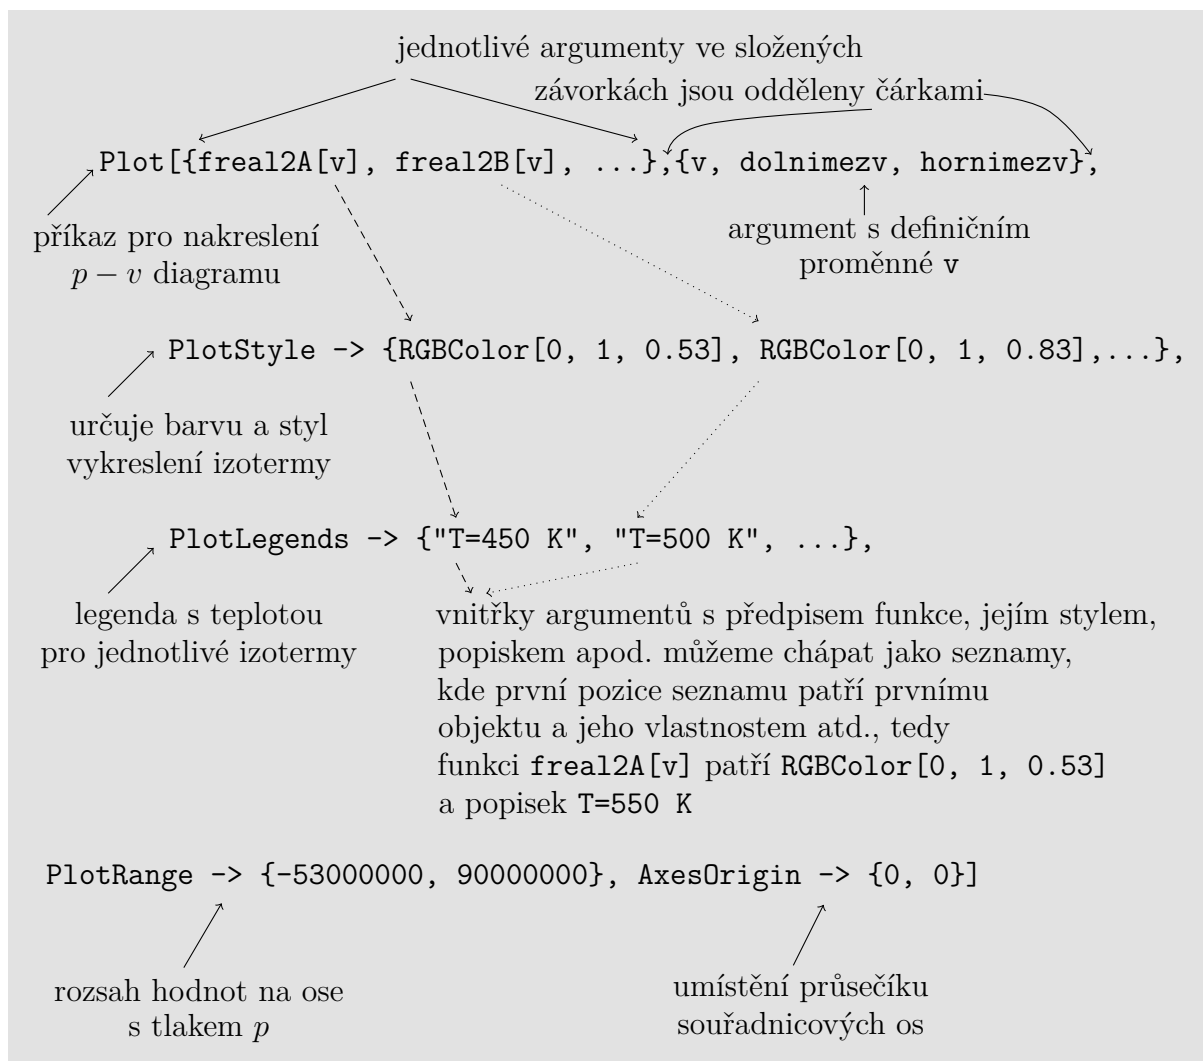 jednotlivé argumenty ve složených
závorkách jsou odděleny čárkami
Plot[{freal2A[v], freal2B[v], ...},{v, dolnimezv, hornimezv},
příkaz pro nakreslení
p − v diagramu
argument s definičním
proměnné v
PlotStyle -> {RGBColor[0, 1, 0.53], RGBColor[0, 1, 0.83],...},
určuje barvu a styl
vykreslení izotermy
PlotLegends -> {"T=450 K", "T=500 K", ...},
legenda s teplotou
pro jednotlivé izotermy
vnitřky argumentů s předpisem funkce, jejím stylem,
popiskem apod. můžeme chápat jako seznamy,
kde první pozice seznamu patří prvnímu
objektu a jeho vlastnostem atd., tedy
funkci freal2A[v] patří RGBColor[0, 1, 0.53]
a popisek T=550 K
PlotRange -> {-53000000, 90000000}, AxesOrigin -> {0, 0}]
rozsah hodnot na ose
s tlakem p
umístění průsečíku
souřadnicových os